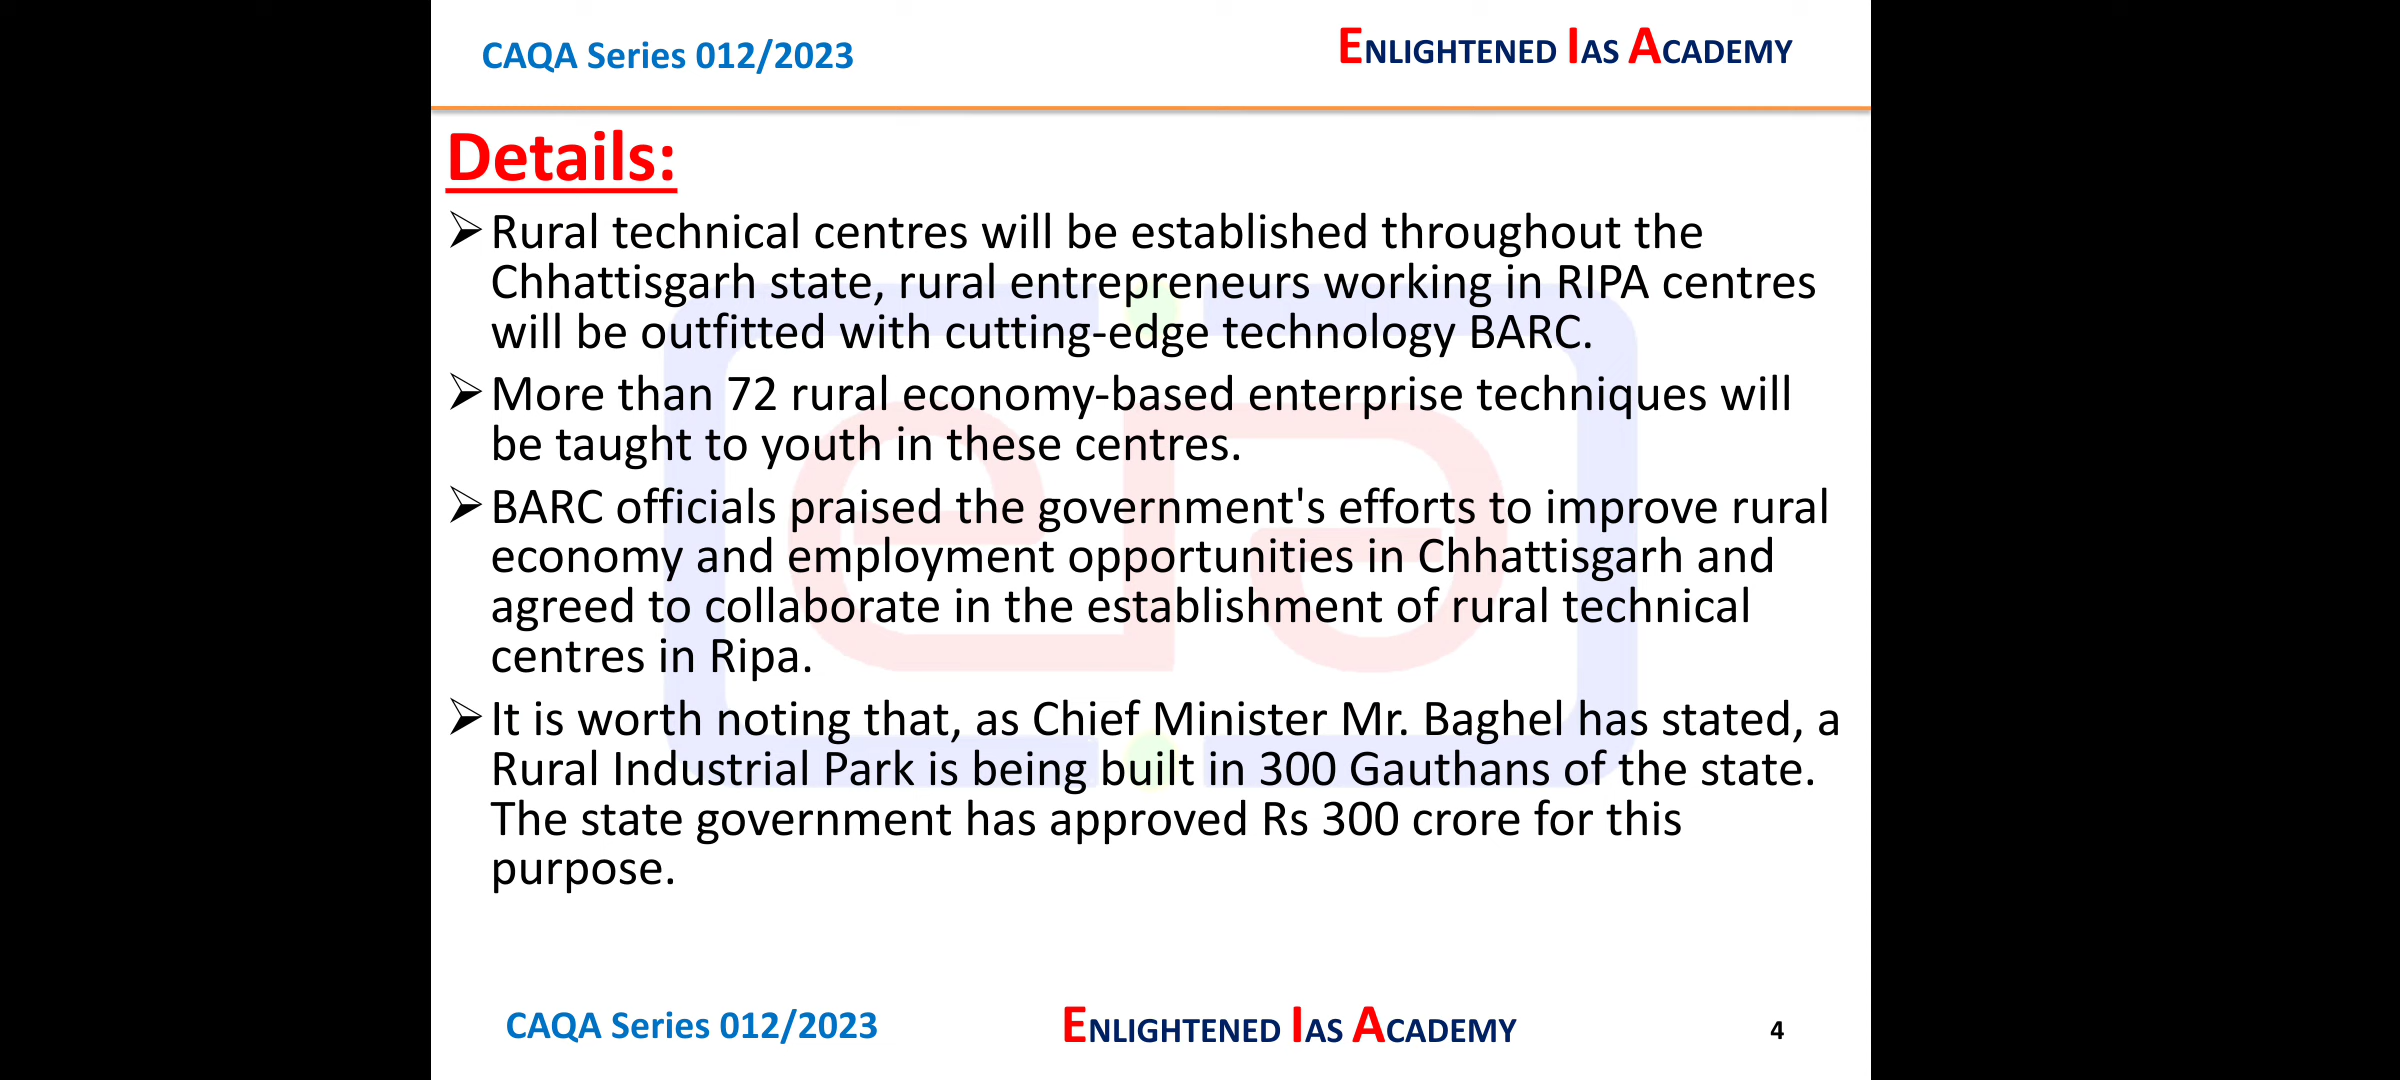 CAQA Series 012/2023
ENLIGHTENED IAS ACADEMY
Details:
➢Rural technical centres will be established throughout the
Chhattisgarh state, rural entrepreneurs working in RIPA centres
will be outfitted with cutting-edge technology BARC.
➢More than 72 rural economy-based enterprise techniques will
be taught to youth in these centres.
➢BARC officials praised the government's efforts to improve rural
economy and employment opportunities in Chhattisgarh and
agreed to collaborate in the establishment of rural technical
centres in Ripa.
➢It is worth noting that, as Chief Minister Mr. Baghel has stated, a
Rural Industrial Park is being built in 300 Gauthans of the state.
The state government has approved Rs 300 crore for this
purpose.
CAQA Series 012/2023
ENLIGHTENED IAS ACADEMY
4